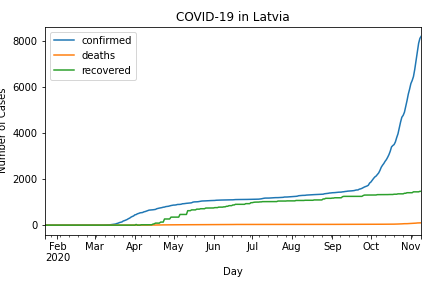 COVID-19 in Latvia
confirmed
deaths
recovered
Number of Cases
8000
6000
4000
2000
0
Feb Mar Apr May Jun Jul Aug Sep Oct Nov
2020
Day